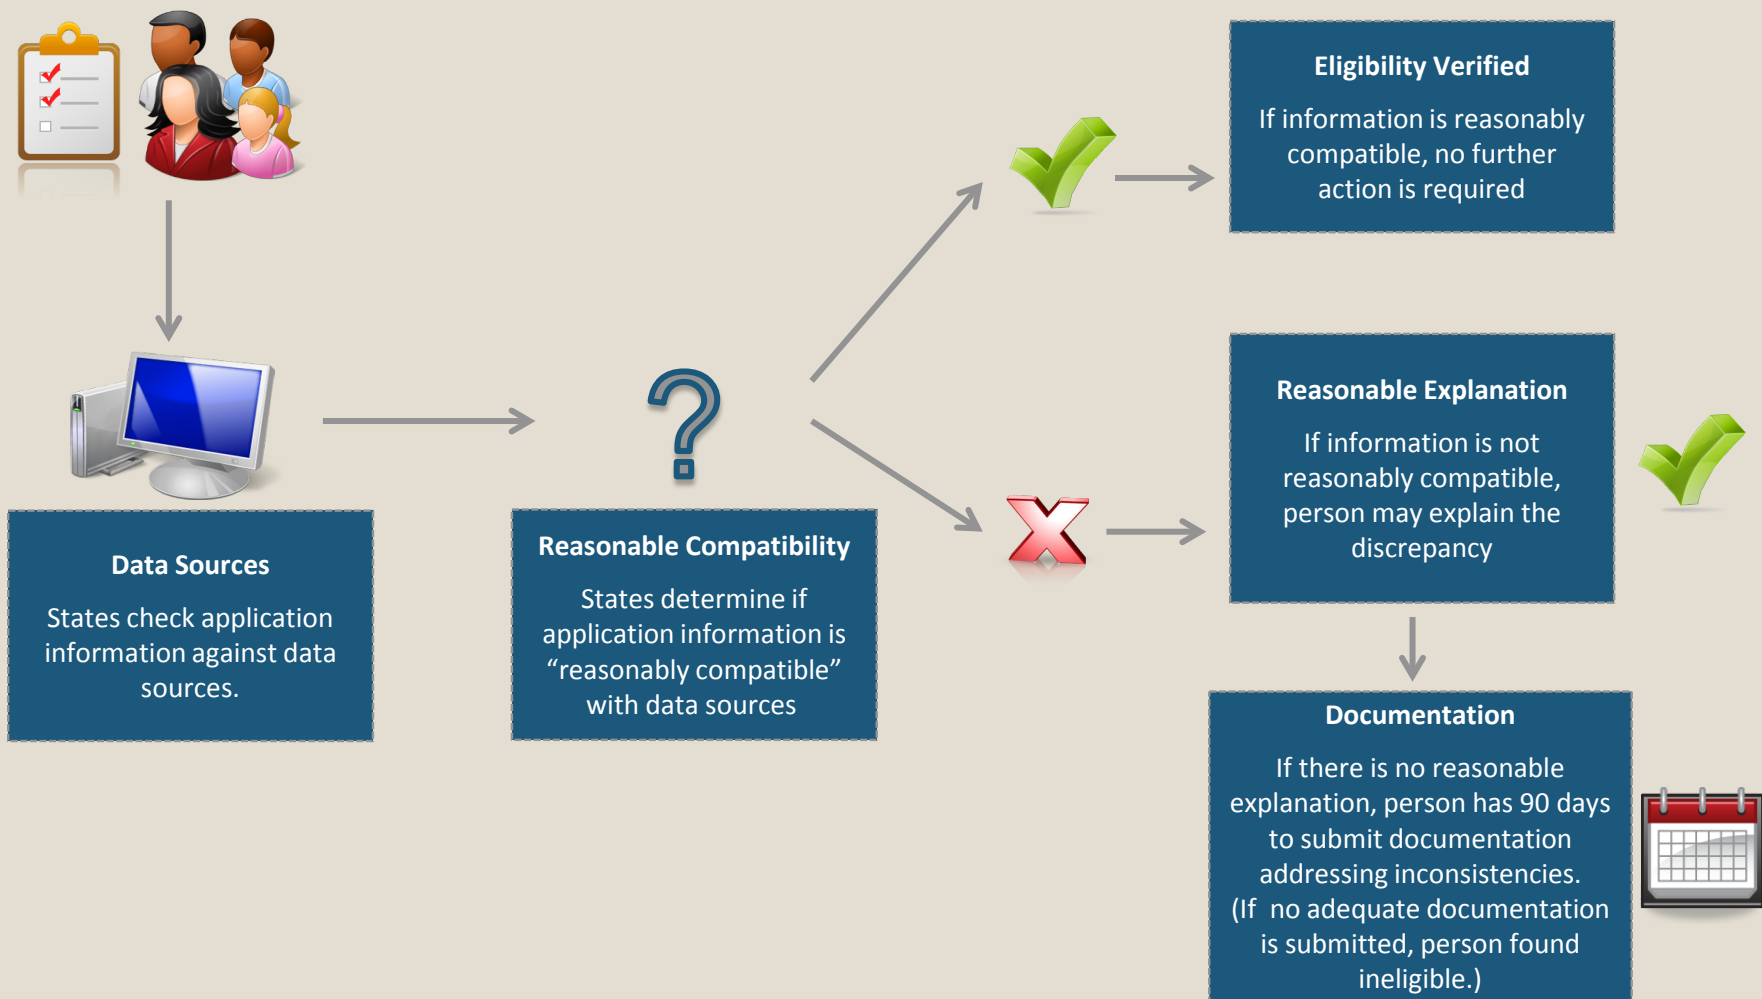 Eligibility Verified
If information is reasonably
compatible, no further
action is required
Reasonable Explanation
If information is not
reasonably compatible,
person may explain the
discrepancy
Data Sources
States check application
information against data
sources.
Reasonable Compatibility
States determine if
application information is
“reasonably compatible”
with data sources
Documentation
If there is no reasonable
explanation, person has 90 days
to submit documentation
addressing inconsistencies.
(If  no adequate documentation
is submitted, person found
ineligible.)